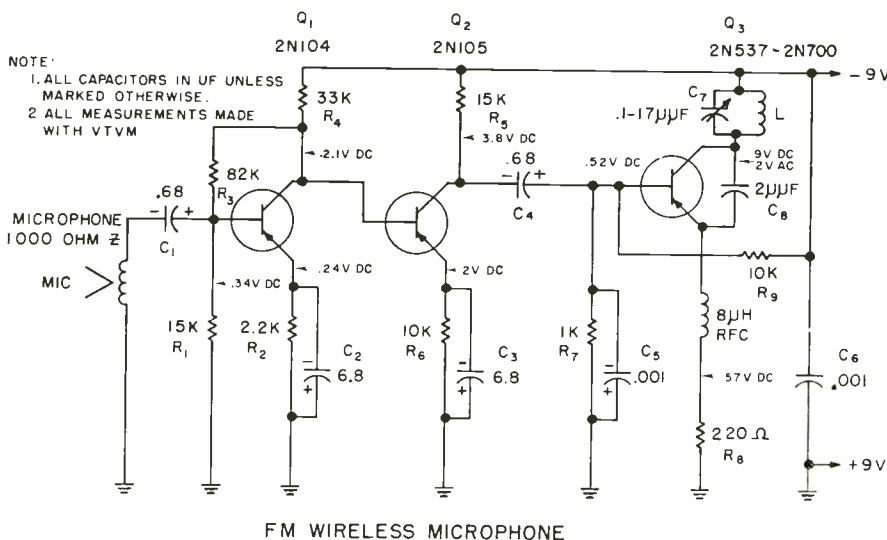 Q1
2N104
Q2
2N105
Q3
2N537-2N700
NOTE:
1. ALL CAPACITORS IN UF UNLESS
MARKED OTHERWISE.
2 ALL MEASUREMENTS MADE
WITH VTVM
-9V
33K
R4
15K
R5
C7
.1-17µµF
L
.2.1V DC
3.8V DC
.52V DC
9V DC
2V AC
82K
R3
.68
C4
2µµF
C8
.68
C1
MICROPHONE
1000 OHM Z
MIC
.34V DC
.24V DC
2V DC
10K
R9
15K
R1
2.2K
R2
C2
6.8
10K
R6
C3
6.8
1K
R7
C5
.001
8µH
RFC
.57V DC
C6
.001
220Ω
R8
+9V
FM WIRELESS MICROPHONE